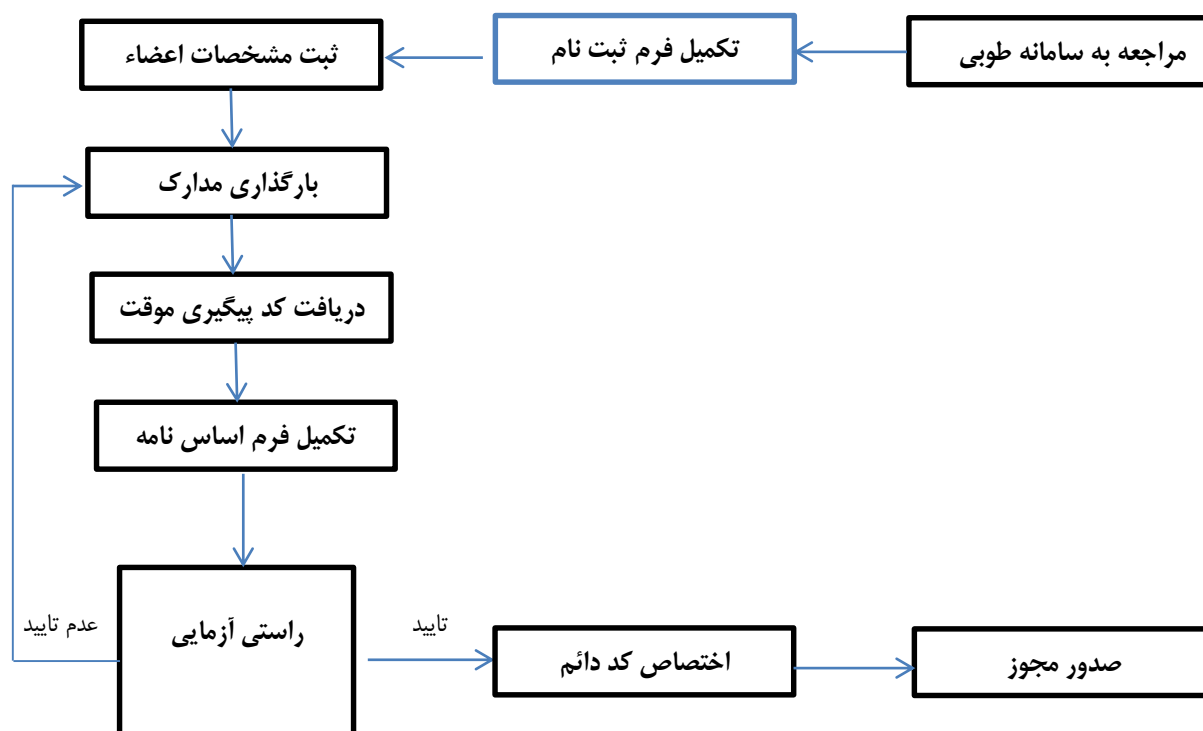 مراجعه به سامانه طوبی
تکمیل فرم ثبت نام
ثبت مشخصات اعضاء
بارگذاری مدارک
دریافت کد پیگیری موقت
تکمیل فرم اساس نامه
راستی آزمایی
عدم تایید
تایید
اختصاص کد دائم
صدور مجوز